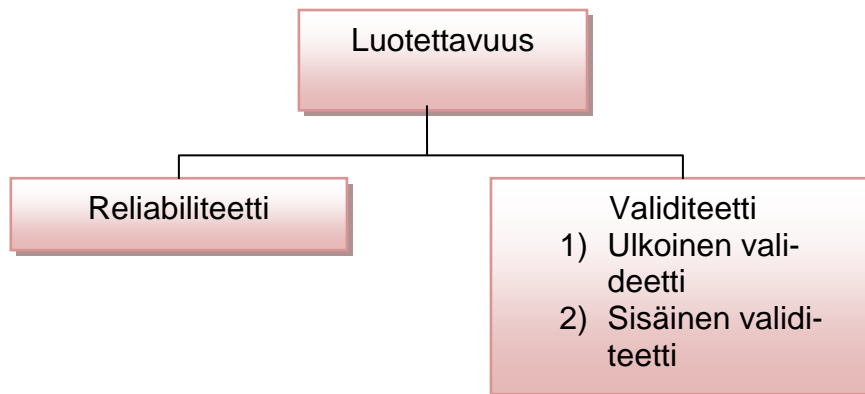 Luotettavuus
Reliabiliteetti
Validiteetti
1) Ulkoinen vali-
deetti
2) Sisäinen validi-
teetti